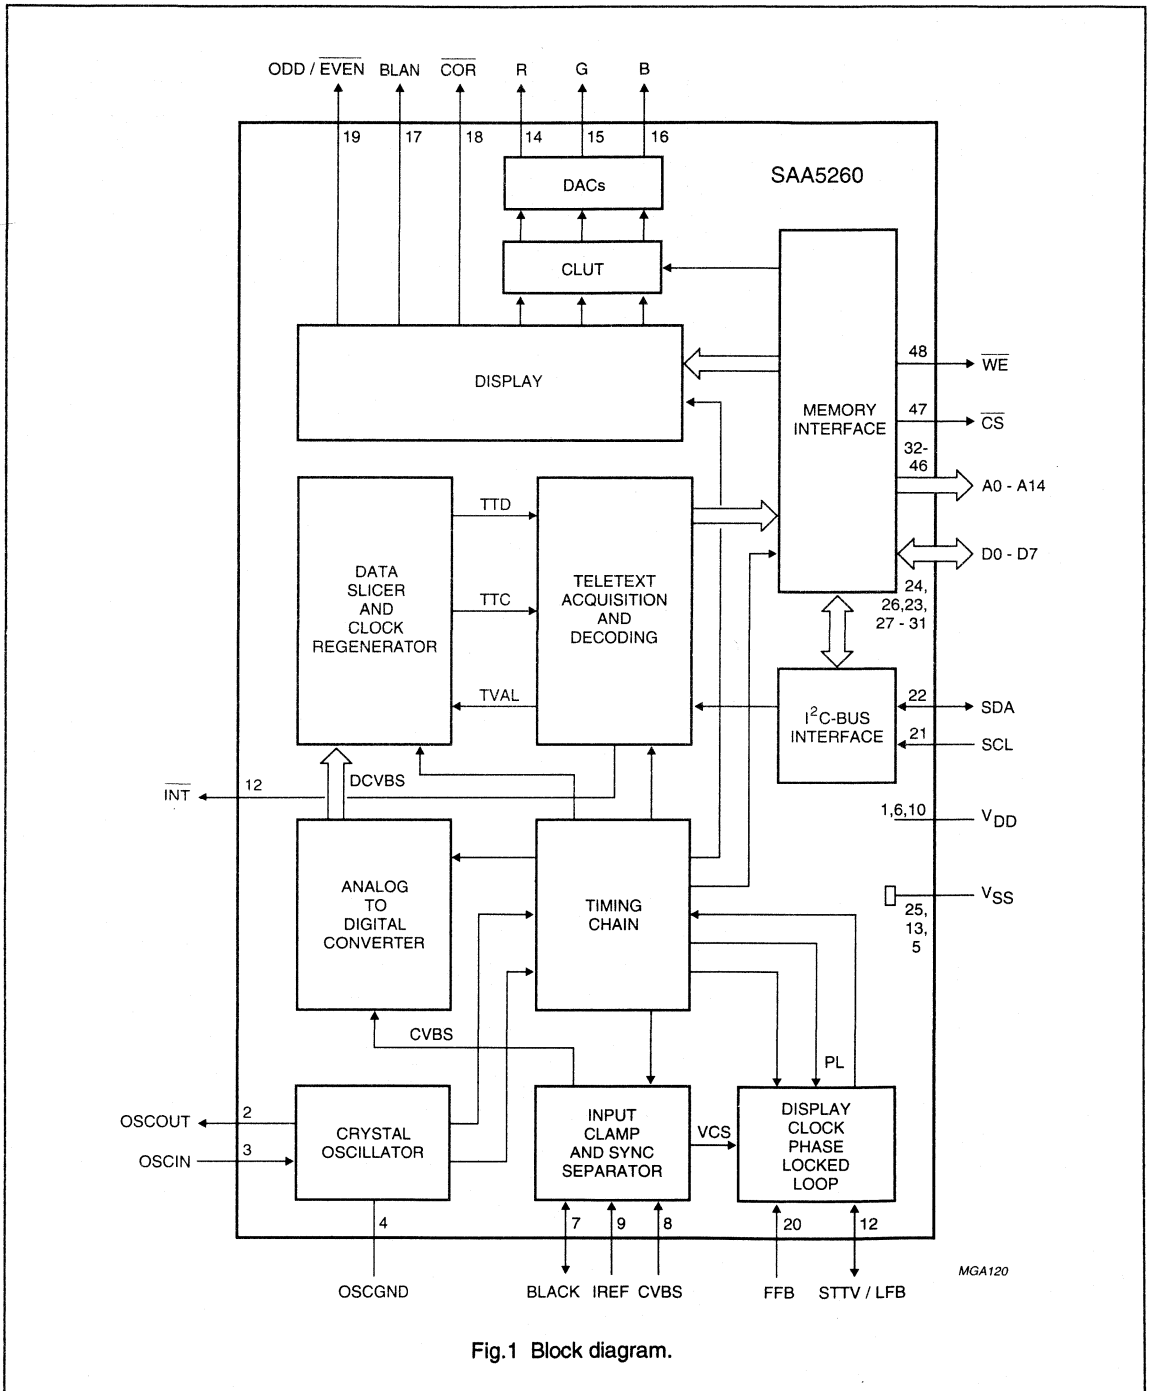 ODD / EVEN BLAN COR R G B
19 17 18 14 15 16
SAA5260
DACs
CLUT
DISPLAY
MEMORY
INTERFACE
48 WE
47 CS
32-
46
A0 - A14
D0 - D7
24,
26,23,
27 - 31
DATA
SLICER
AND
CLOCK
REGENERATOR
TTD
TTC
TVAL
TELETEXT
ACQUISITION
AND
DECODING
I²C-BUS
INTERFACE
22 SDA
21 SCL
INT 12
DCVBS
1,6,10 VDD
VSS
25,
13,
5
ANALOG
TO
DIGITAL
CONVERTER
TIMING
CHAIN
CVBS
PL
OSCOUT 2
OSCIN 3
CRYSTAL
OSCILLATOR
INPUT
CLAMP
AND SYNC
SEPARATOR
VCS
DISPLAY
CLOCK
PHASE
LOCKED
LOOP
4 7 9 8 20 12
OSCGND BLACK IREF CVBS FFB STTV / LFB
MGA120
Fig.1 Block diagram.